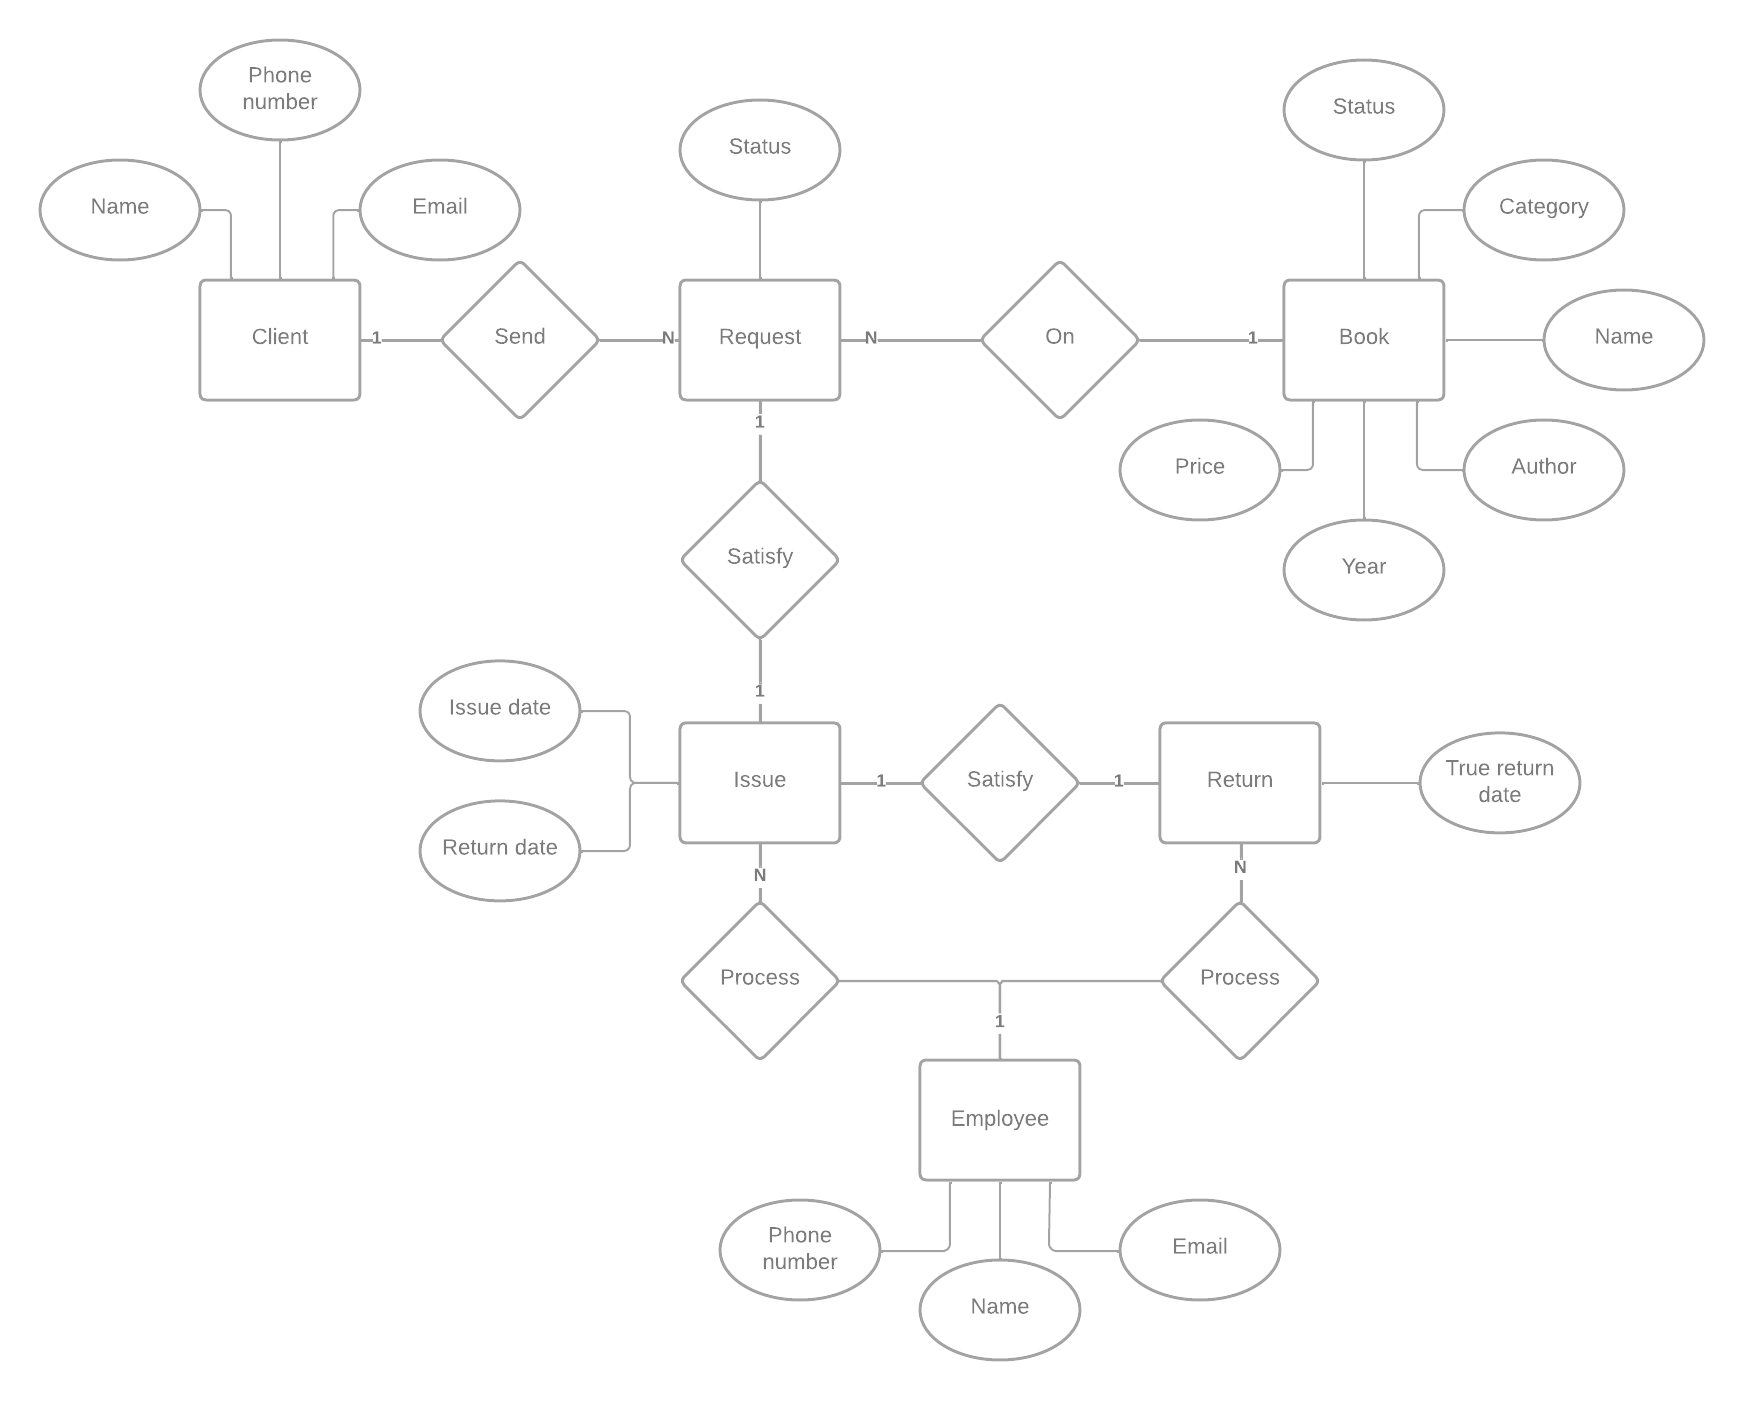 Phone
number
Status
Status
Name
Email
Category
Client
1
Send
N
Request
N
On
1
Book
Name
1
Price
Author
Satisfy
Year
1
Issue date
Issue
1
Satisfy
1
Return
True return
date
Return date
N
N
Process
Process
1
Employee
Phone
number
Email
Name